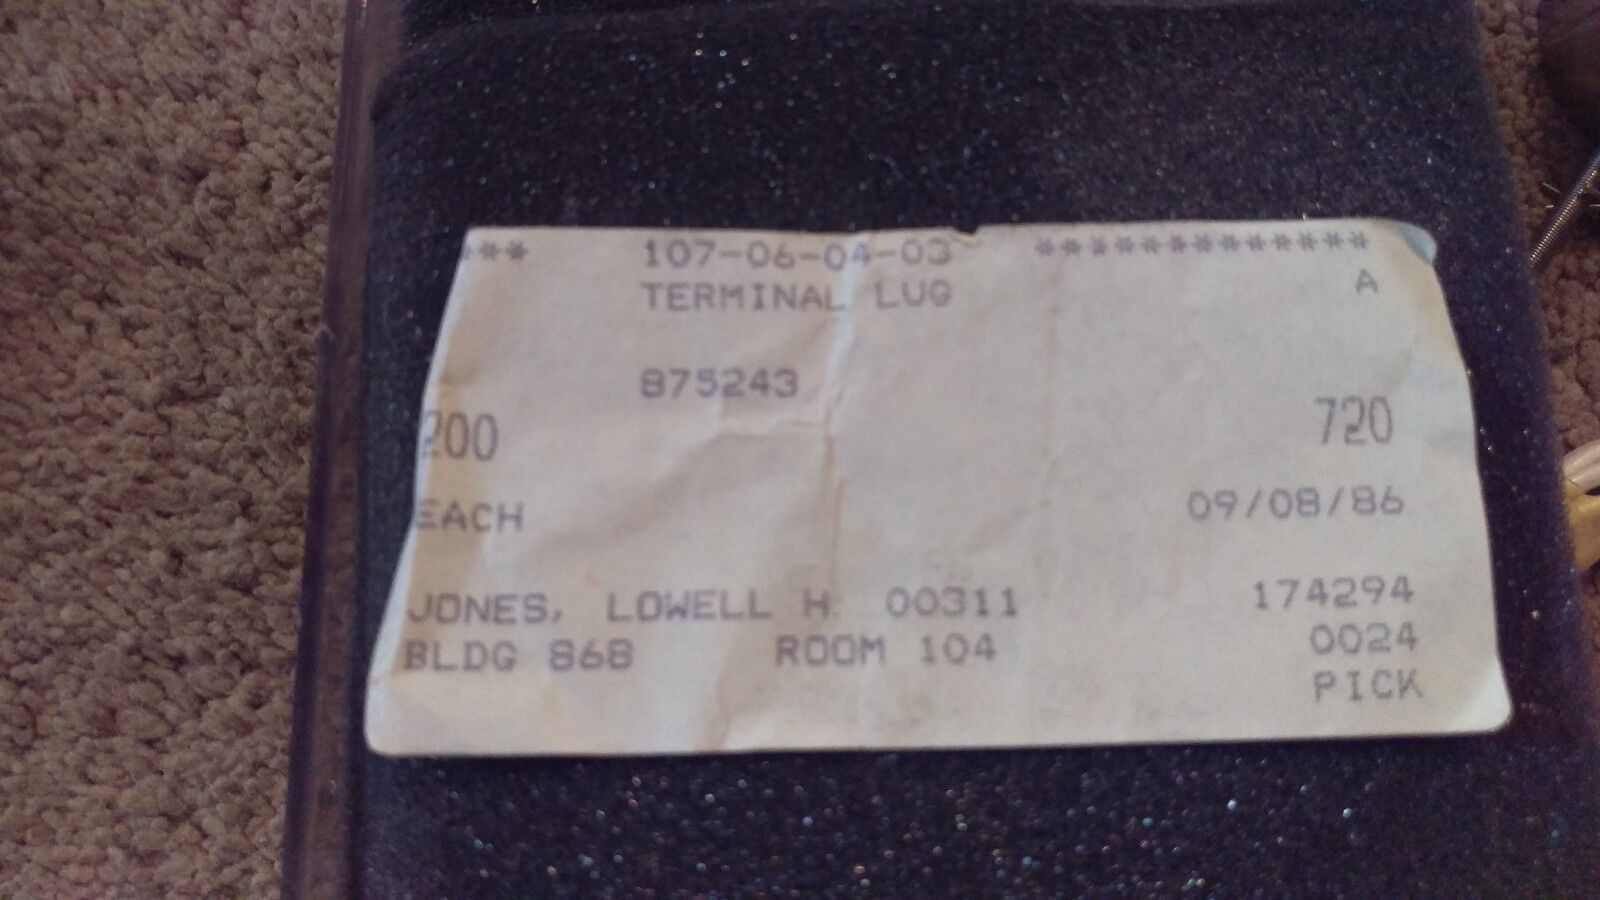 *** 107-06-04-03 *************
TERMINAL LUG A
875243
200 720
EACH 09/08/86
JONES, LOWELL H. 00311 174294
BLDG 868 ROOM 104 0024
PICK